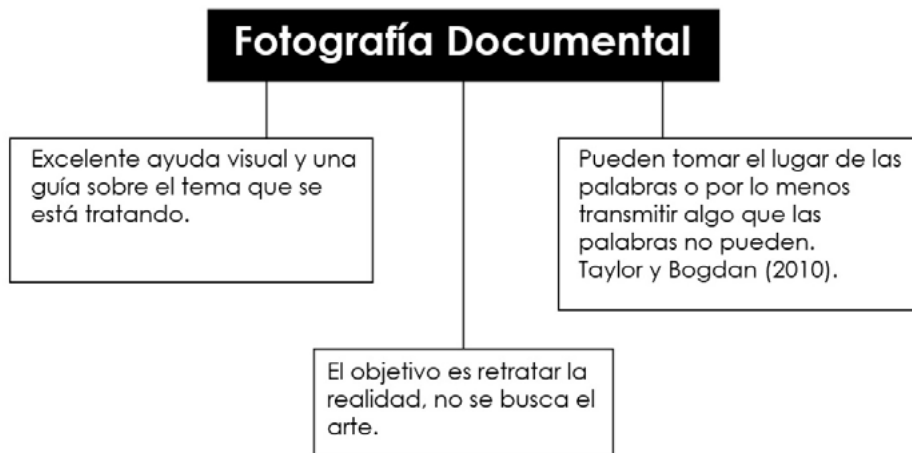 Fotografía Documental
Excelente ayuda visual y una
guía sobre el tema que se
está tratando.
Pueden tomar el lugar de las
palabras o por lo menos
transmitir algo que las
palabras no pueden.
Taylor y Bogdan (2010).
El objetivo es retratar la
realidad, no se busca el
arte.